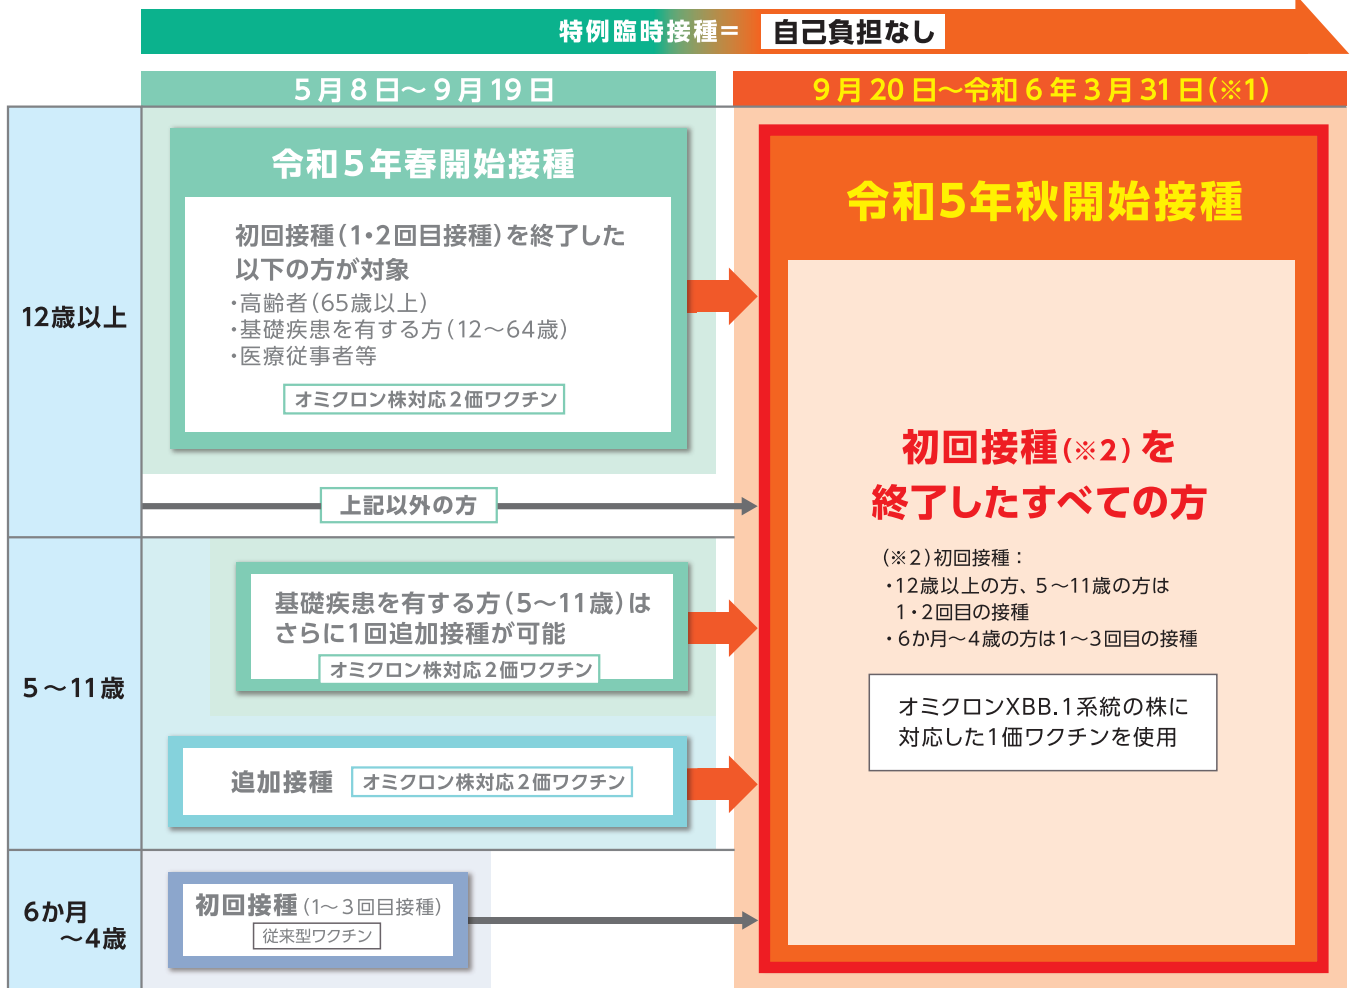 特例臨時接種= 自己負担なし
5月8日～9月19日
9月20日～令和6年3月31日(※1)
12歳以上
令和5年春開始接種
初回接種(1・2回目接種)を終了した
以下の方が対象
・高齢者(65歳以上)
・基礎疾患を有する方(12～64歳)
・医療従事者等
オミクロン株対応2価ワクチン
上記以外の方
5～11歳
基礎疾患を有する方(5～11歳)は
さらに1回追加接種が可能
オミクロン株対応2価ワクチン
追加接種 オミクロン株対応2価ワクチン
6か月
～4歳
初回接種(1～3回目接種)
従来型ワクチン
令和5年秋開始接種
初回接種(※2)を
終了したすべての方
(※2)初回接種：
・12歳以上の方、5～11歳の方は
1・2回目の接種
・6か月～4歳の方は1～3回目の接種
オミクロンXBB.1系統の株に
対応した1価ワクチンを使用